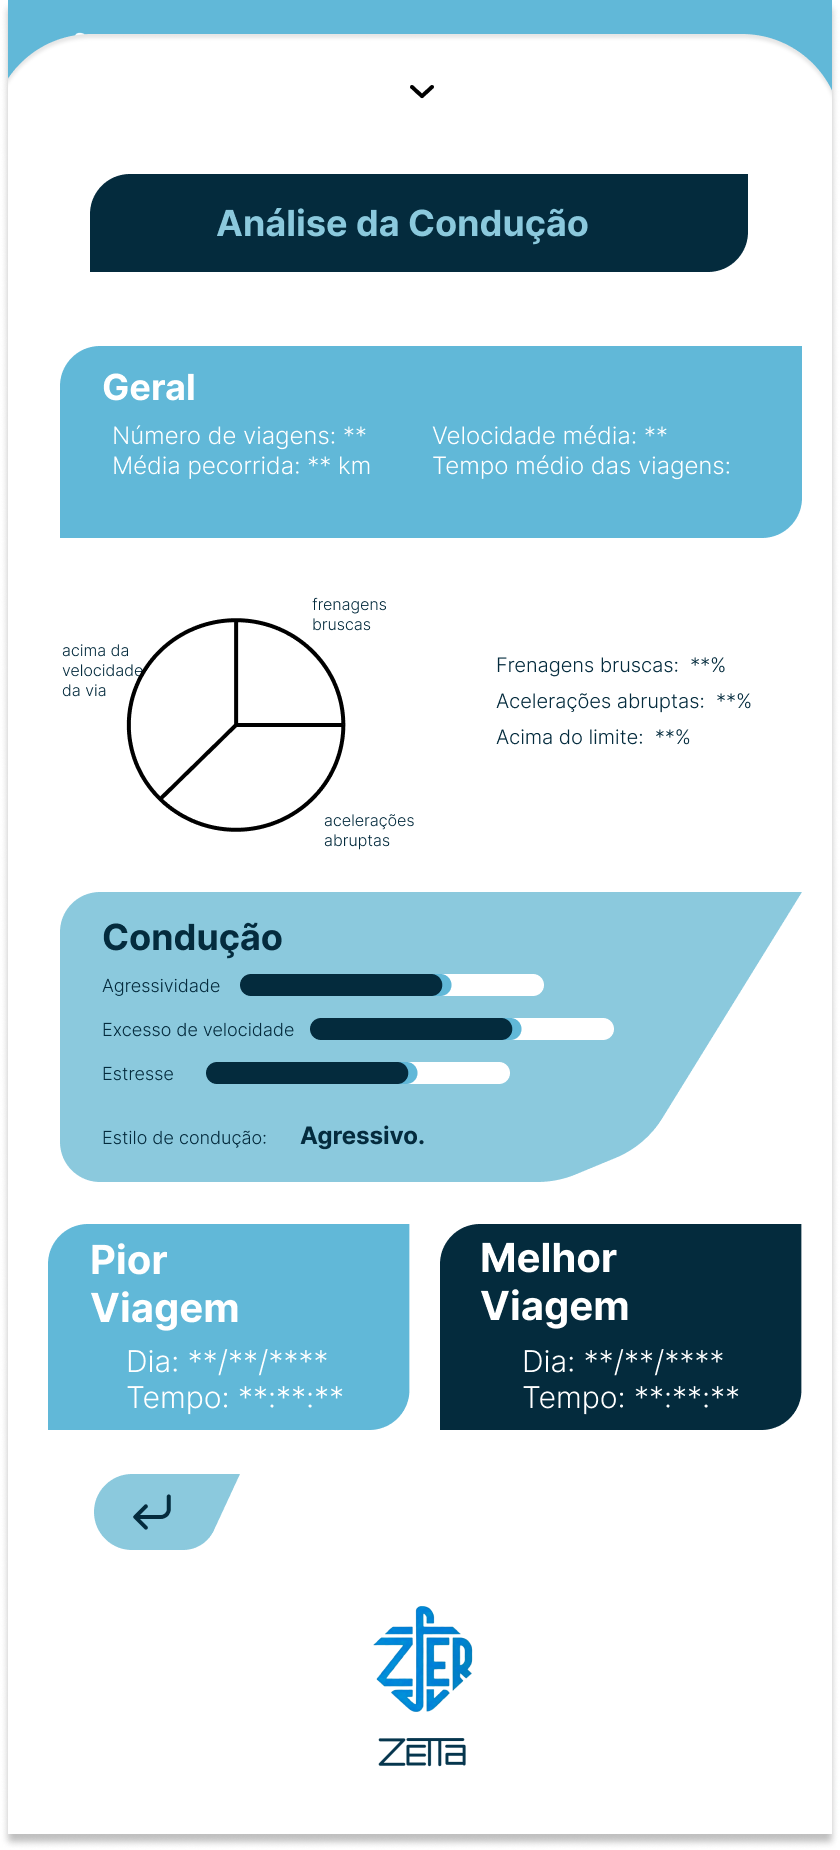 Análise da Condução
Geral
Número de viagens: **
Média pecorrida: ** km
Velocidade média: **
Tempo médio das viagens:
frenagens
bruscas
acima da
velocidade
da via
acelerações
abruptas
Frenagens bruscas: **%
Acelerações abruptas: **%
Acima do limite: **%
Condução
Agressividade
Excesso de velocidade
Estresse
Estilo de condução: Agressivo.
Pior
Viagem
Dia: **/**/****
Tempo: **:**:**
Melhor
Viagem
Dia: **/**/****
Tempo: **:**:**
ZFER
Zetta